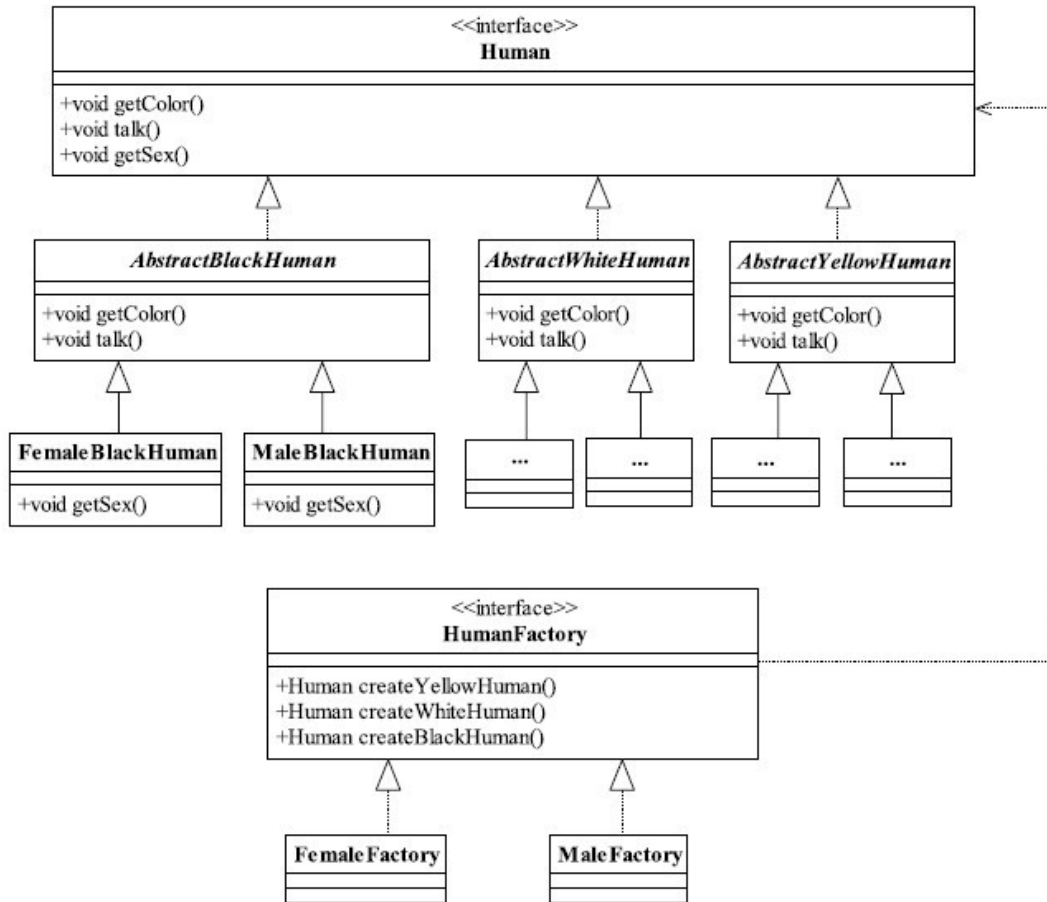 <<interface>>
Human
+void getColor()
+void talk()
+void getSex()
AbstractBlackHuman
+void getColor()
+void talk()
AbstractWhiteHuman
+void getColor()
+void talk()
AbstractYellowHuman
+void getColor()
+void talk()
FemaleBlackHuman
+void getSex()
MaleBlackHuman
+void getSex()
...
...
...
...
<<interface>>
HumanFactory
+Human createYellowHuman()
+Human createWhiteHuman()
+Human createBlackHuman()
FemaleFactory
MaleFactory